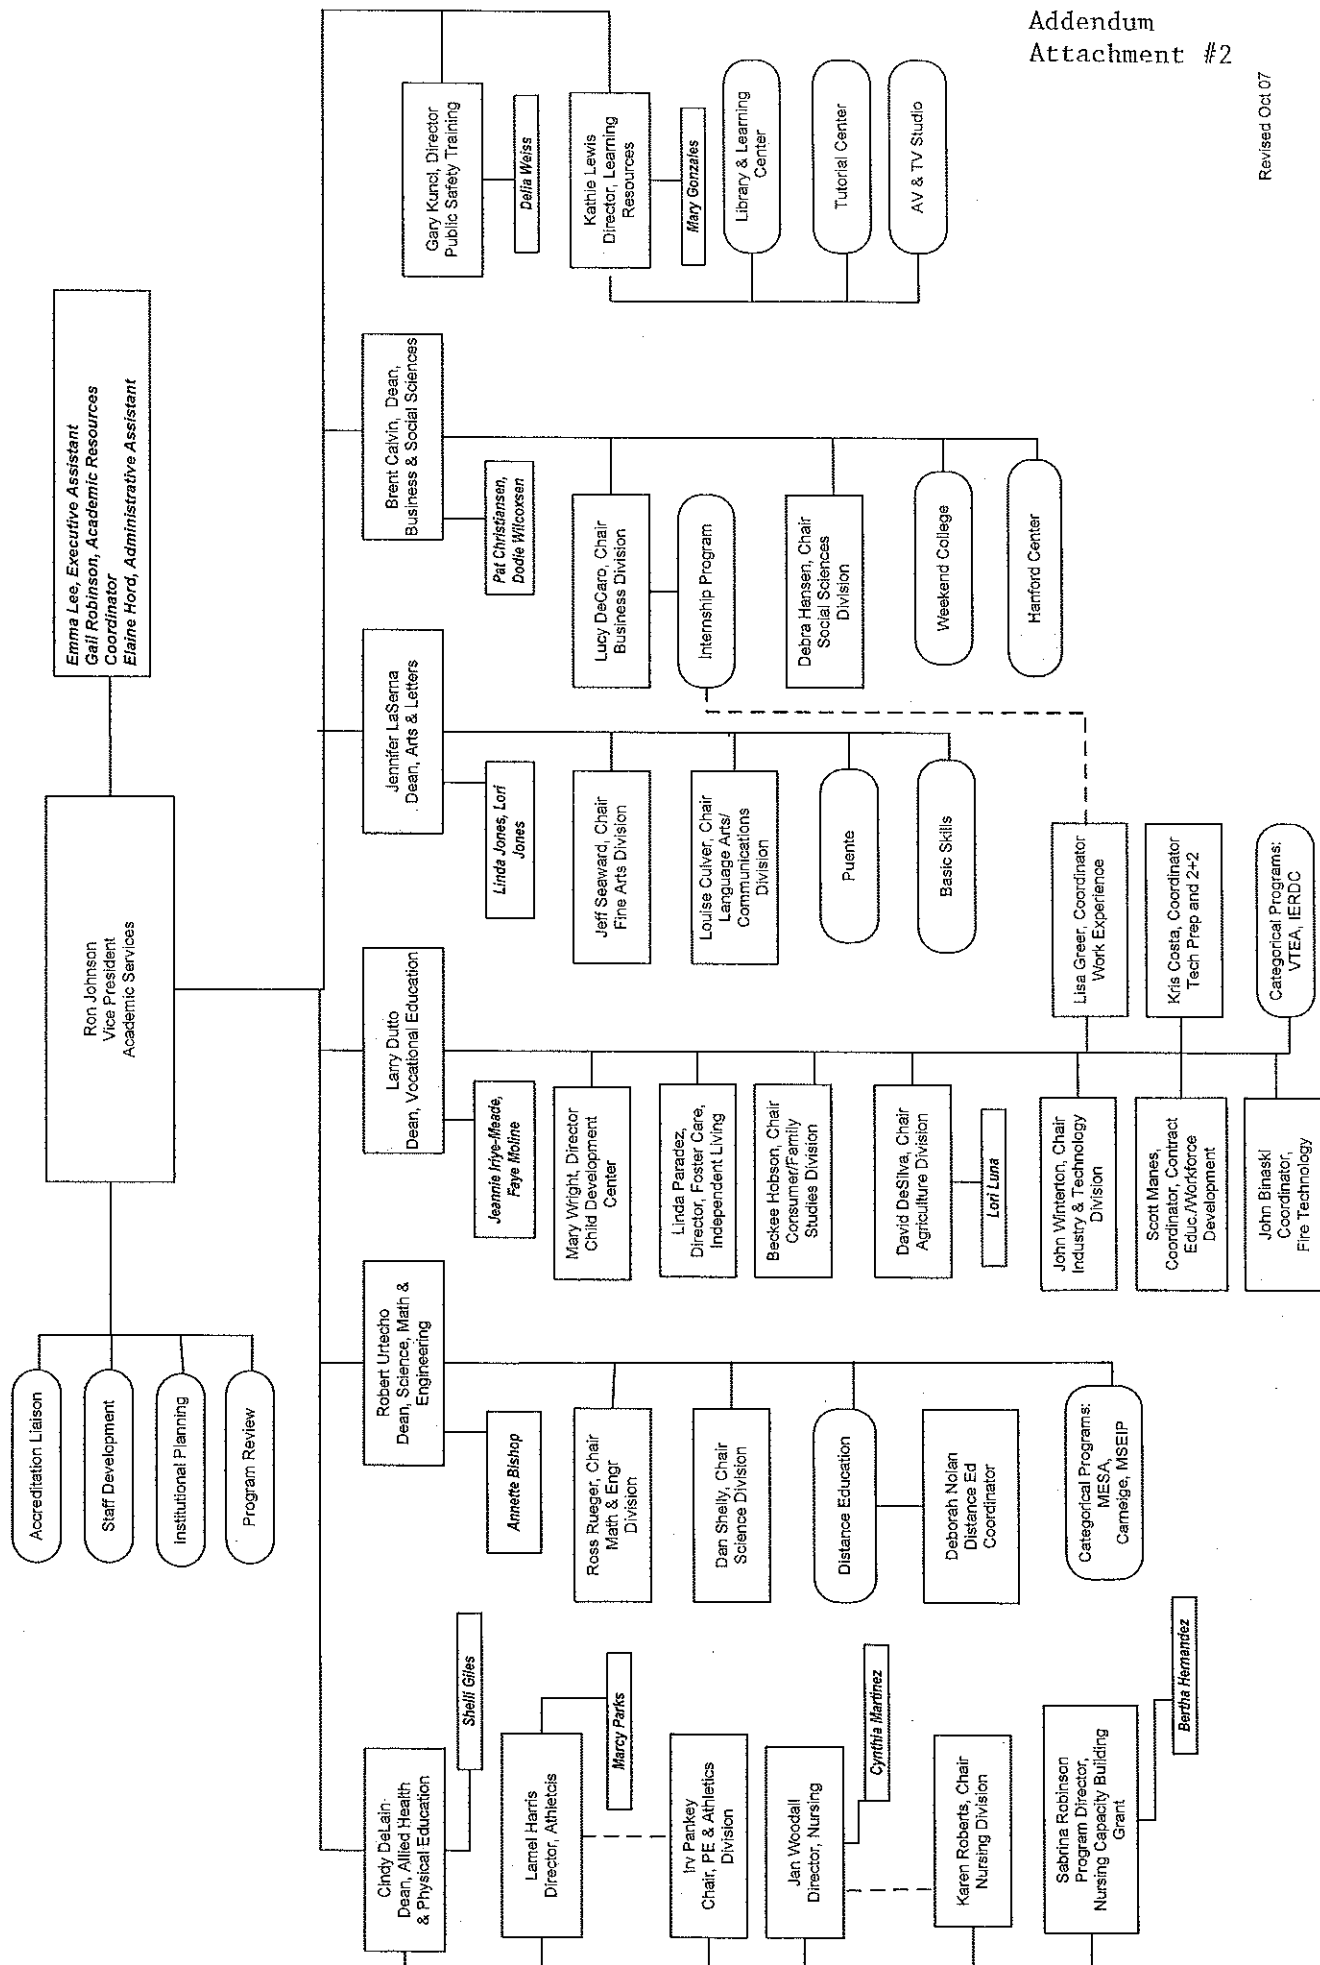 Addendum
Attachment #2
Revised Oct 07
Ron Johnson
Vice President
Academic Services
Emma Lee, Executive Assistant
Gail Robinson, Academic Resources
Coordinator
Elaine Hord, Administrative Assistant
Accreditation Liaison
Staff Development
Institutional Planning
Program Review
Cindy DeLain
Dean, Allied Health
& Physical Education
Shelli Giles
Lamel Harris
Director, Athletcis
Marcy Parks
Irv Pankey
Chair, PE & Athletics
Division
Jan Woodall
Director, Nursing
Cynthia Martinez
Karen Roberts, Chair
Nursing Division
Sabrina Robinson
Program Director,
Nursing Capacity Building
Grant
Bertha Hernandez
Robert Urtecho
Dean, Science, Math &
Engineering
Annette Bishop
Ross Rueger, Chair
Math & Engr
Division
Dan Shelly, Chair
Science Division
Distance Education
Deborah Nolan
Distance Ed
Coordinator
Categorical Programs:
MESA,
Carneige, MSEIP
Larry Dutto
Dean, Vocational Education
Jeannie Iriye-Meade,
Faye Moline
Mary Wright, Director
Child Development
Center
Linda Paradez,
Director, Foster Care,
Independent Living
Beckee Hobson, Chair
Consumer/Family
Studies Division
David DeSilva, Chair
Agriculture Division
Lori Luna
John Winterton, Chair
Industry & Technology
Division
Scott Manes,
Coordinator, Contract
Educ./Workforce
Development
John Binaski
Coordinator,
Fire Technology
Lisa Greer, Coordinator
Work Experience
Kris Costa, Coordinator
Tech Prep and 2+2
Categorical Programs:
VTEA, IERDC
Jennifer LaSerna
Dean, Arts & Letters
Linda Jones, Lori
Jones
Jeff Seaward, Chair
Fine Arts Division
Louise Culver, Chair
Language Arts/
Communications
Division
Puente
Basic Skills
Brent Calvin, Dean,
Business & Social Sciences
Pat Christiansen,
Dodie Wilcoxsen
Lucy DeCaro, Chair
Business Division
Internship Program
Debra Hansen, Chair
Social Sciences
Division
Weekend College
Hanford Center
Gary Kuncl, Director
Public Safety Training
Delia Weiss
Kathie Lewis
Director, Learning
Resources
Mary Gonzales
Library & Learning
Center
Tutorial Center
AV & TV Studio